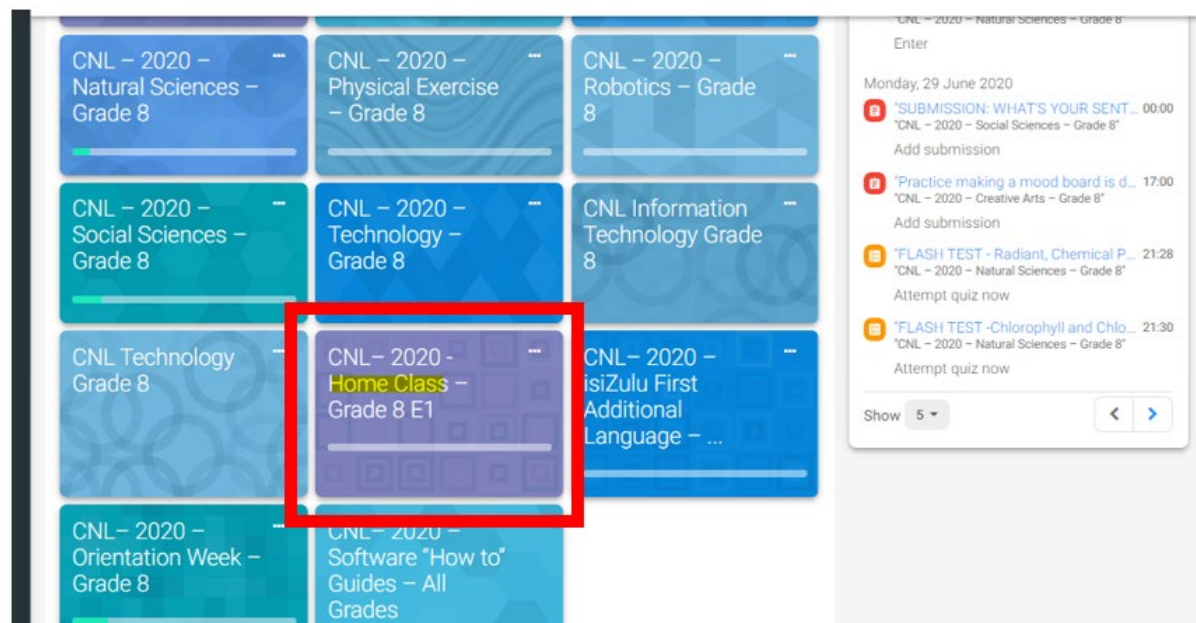 CNL – 2020 –
Natural Sciences –
Grade 8
CNL – 2020 –
Physical Exercise
– Grade 8
CNL – 2020 –
Robotics – Grade
8
CNL – 2020 –
Social Sciences –
Grade 8
CNL – 2020 –
Technology –
Grade 8
CNL Information
Technology Grade
8
CNL Technology
Grade 8
CNL– 2020 -
Home Class –
Grade 8 E1
CNL– 2020 –
isiZulu First
Additional
Language – ...
CNL– 2020 –
Orientation Week –
Grade 8
CNL– 2020 –
Software “How to”
Guides – All
Grades
"CNL – 2020 – Natural Sciences – Grade 8"
Enter
Monday, 29 June 2020
"SUBMISSION: WHAT'S YOUR SENT... 00:00
"CNL – 2020 – Social Sciences – Grade 8"
Add submission
"Practice making a mood board is d... 17:00
"CNL – 2020 – Creative Arts – Grade 8"
Add submission
"FLASH TEST - Radiant, Chemical P... 21:28
"CNL – 2020 – Natural Sciences – Grade 8"
Attempt quiz now
"FLASH TEST -Chlorophyll and Chlo... 21:30
"CNL – 2020 – Natural Sciences – Grade 8"
Attempt quiz now
Show 5